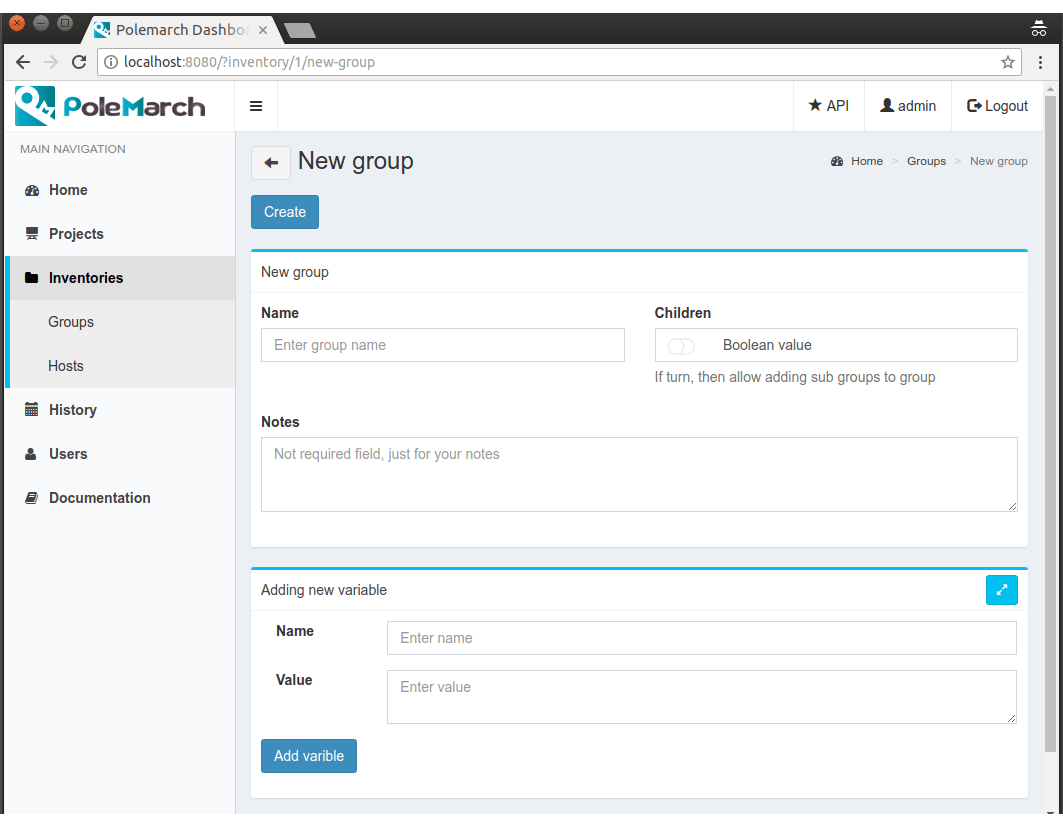 Polemarch Dashboa
localhost:8080/?inventory/1/new-group
PoleMarch
API
admin
Logout
MAIN NAVIGATION
Home
Projects
Inventories
Groups
Hosts
History
Users
Documentation
New group
Home > Groups > New group
Create
New group
Name
Enter group name
Children
Boolean value
If turn, then allow adding sub groups to group
Notes
Not required field, just for your notes
Adding new variable
Name
Enter name
Value
Enter value
Add varible